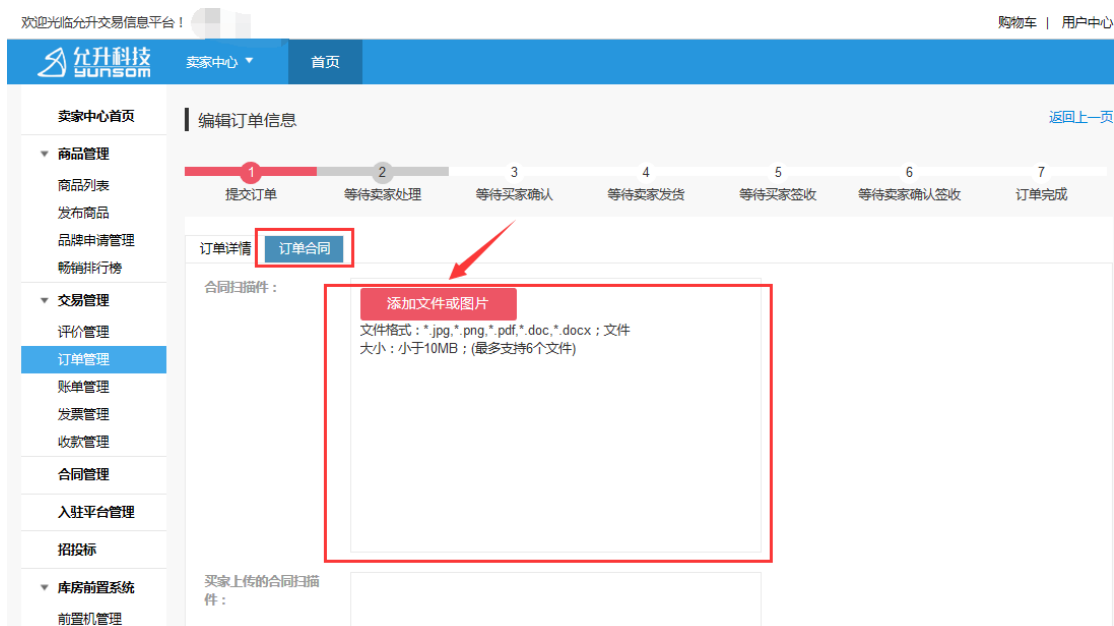 欢迎光临允升交易信息平台！
购物车 | 用户中心
允升科技
YUNSOM
卖家中心
首页
卖家中心首页
商品管理
商品列表
发布商品
品牌申请管理
畅销排行榜
交易管理
评价管理
订单管理
账单管理
发票管理
收款管理
合同管理
入驻平台管理
招投标
库房前置系统
前置机管理
编辑订单信息
返回上一页
1 2 3 4 5 6 7
提交订单 等待卖家处理 等待买家确认 等待卖家发货 等待买家签收 等待卖家确认签收 订单完成
订单详情 订单合同
合同扫描件：
添加文件或图片
文件格式：*.jpg,*.png,*.pdf,*.doc,*.docx；文件
大小：小于10MB；(最多支持6个文件)
买家上传的合同扫描
件：